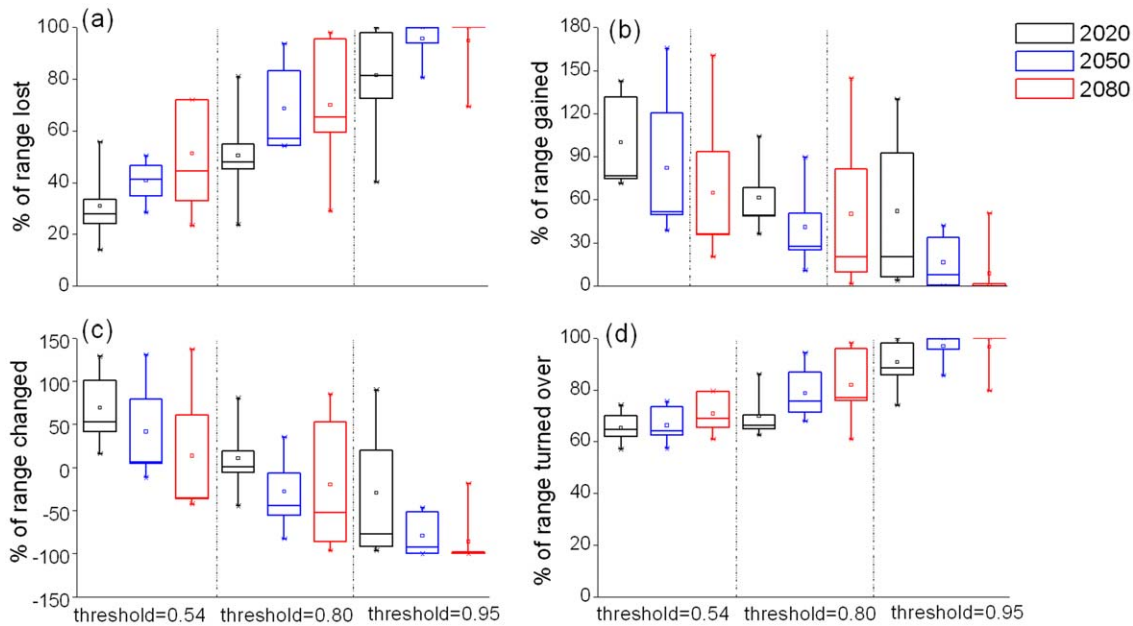 (a)
% of range lost
100
80
60
40
20
0
(b)
% of range gained
180
150
120
90
60
30
0
2020
2050
2080
(c)
% of range changed
150
100
50
0
-50
-100
-150
threshold=0.54
threshold=0.80
threshold=0.95
(d)
% of range turned over
100
80
60
40
20
0
threshold=0.54
threshold=0.80
threshold=0.95